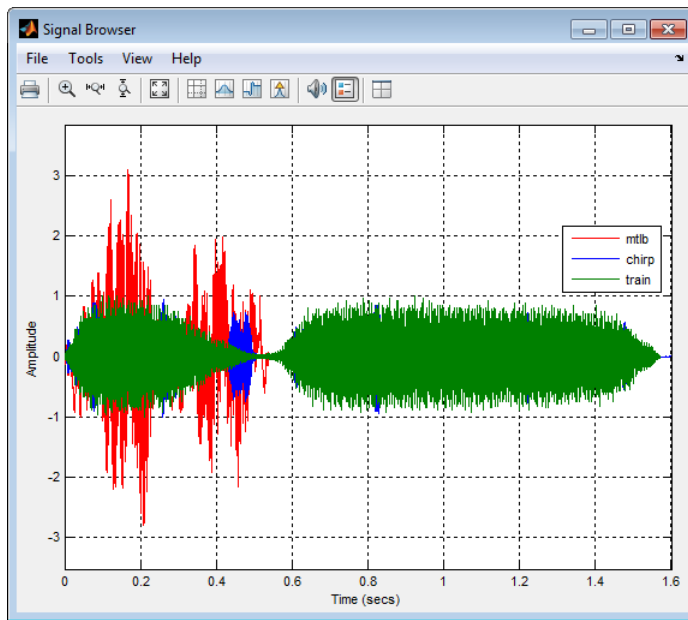 Signal Browser
File Tools View Help
3
2
1
0
-1
-2
-3
Amplitude
mtlb
chirp
train
0 0.2 0.4 0.6 0.8 1 1.2 1.4 1.6
Time (secs)